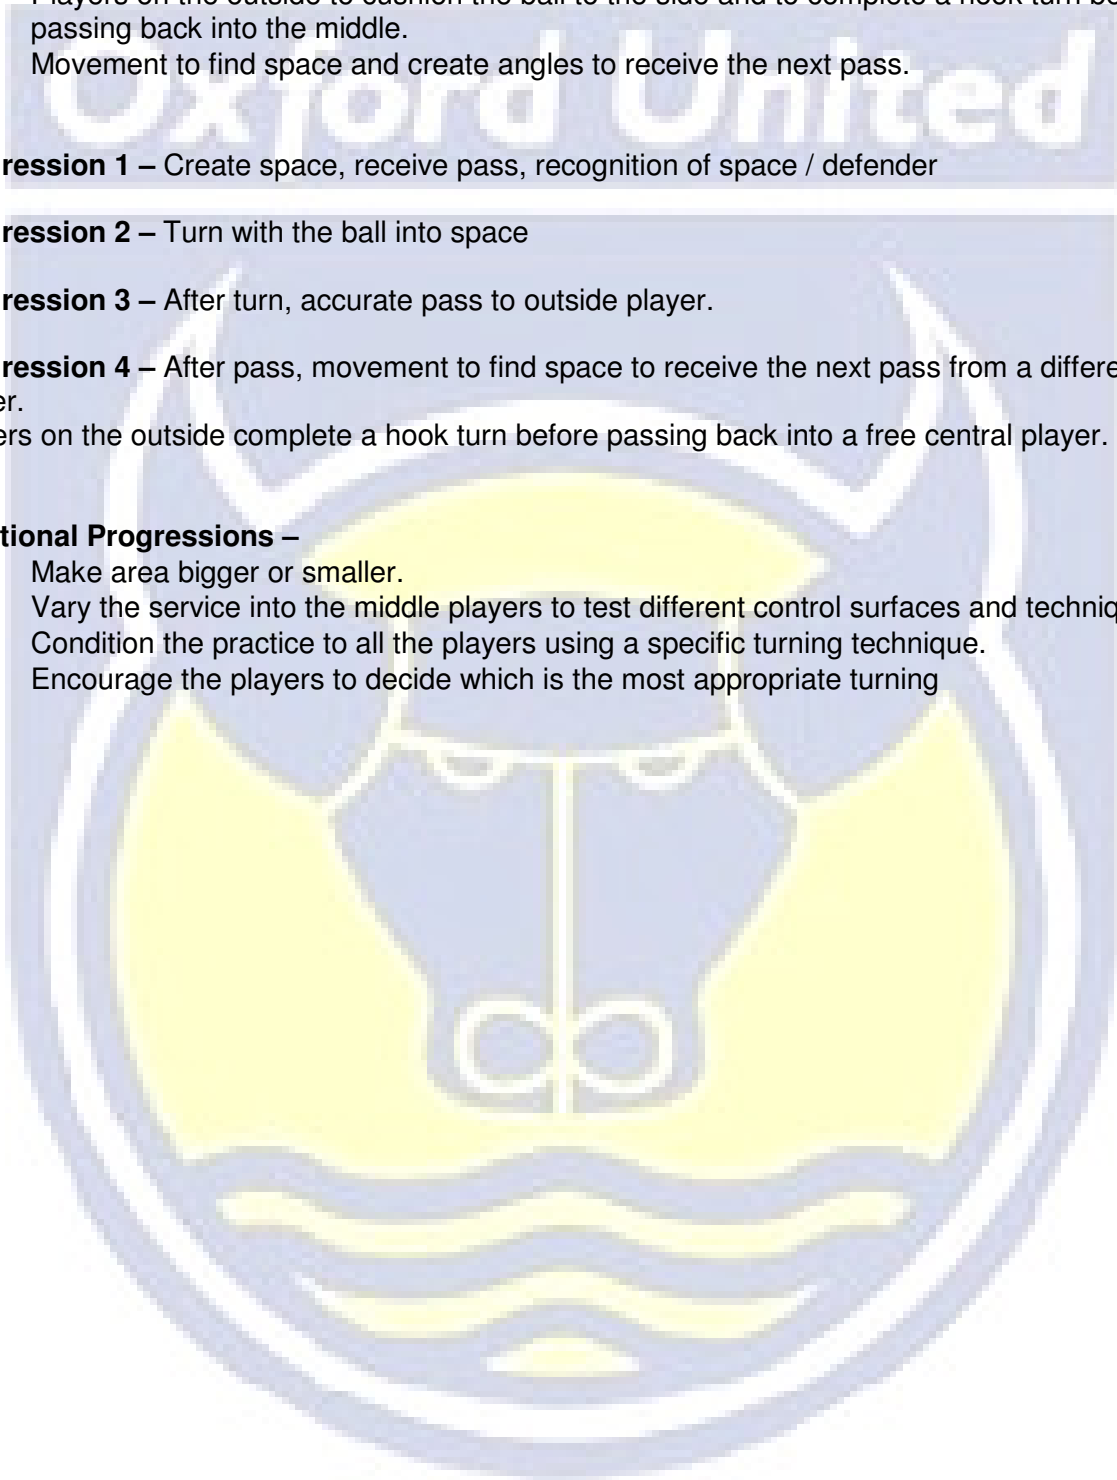 Players on the outside to cushion the ball to the side and to complete a hook turn be
passing back into the middle.
Movement to find space and create angles to receive the next pass.
Oxford United
ression 1 – Create space, receive pass, recognition of space / defender
ression 2 – Turn with the ball into space
ression 3 – After turn, accurate pass to outside player.
ression 4 – After pass, movement to find space to receive the next pass from a differe
er.
ers on the outside complete a hook turn before passing back into a free central player.
tional Progressions –
Make area bigger or smaller.
Vary the service into the middle players to test different control surfaces and techniq
Condition the practice to all the players using a specific turning technique.
Encourage the players to decide which is the most appropriate turning